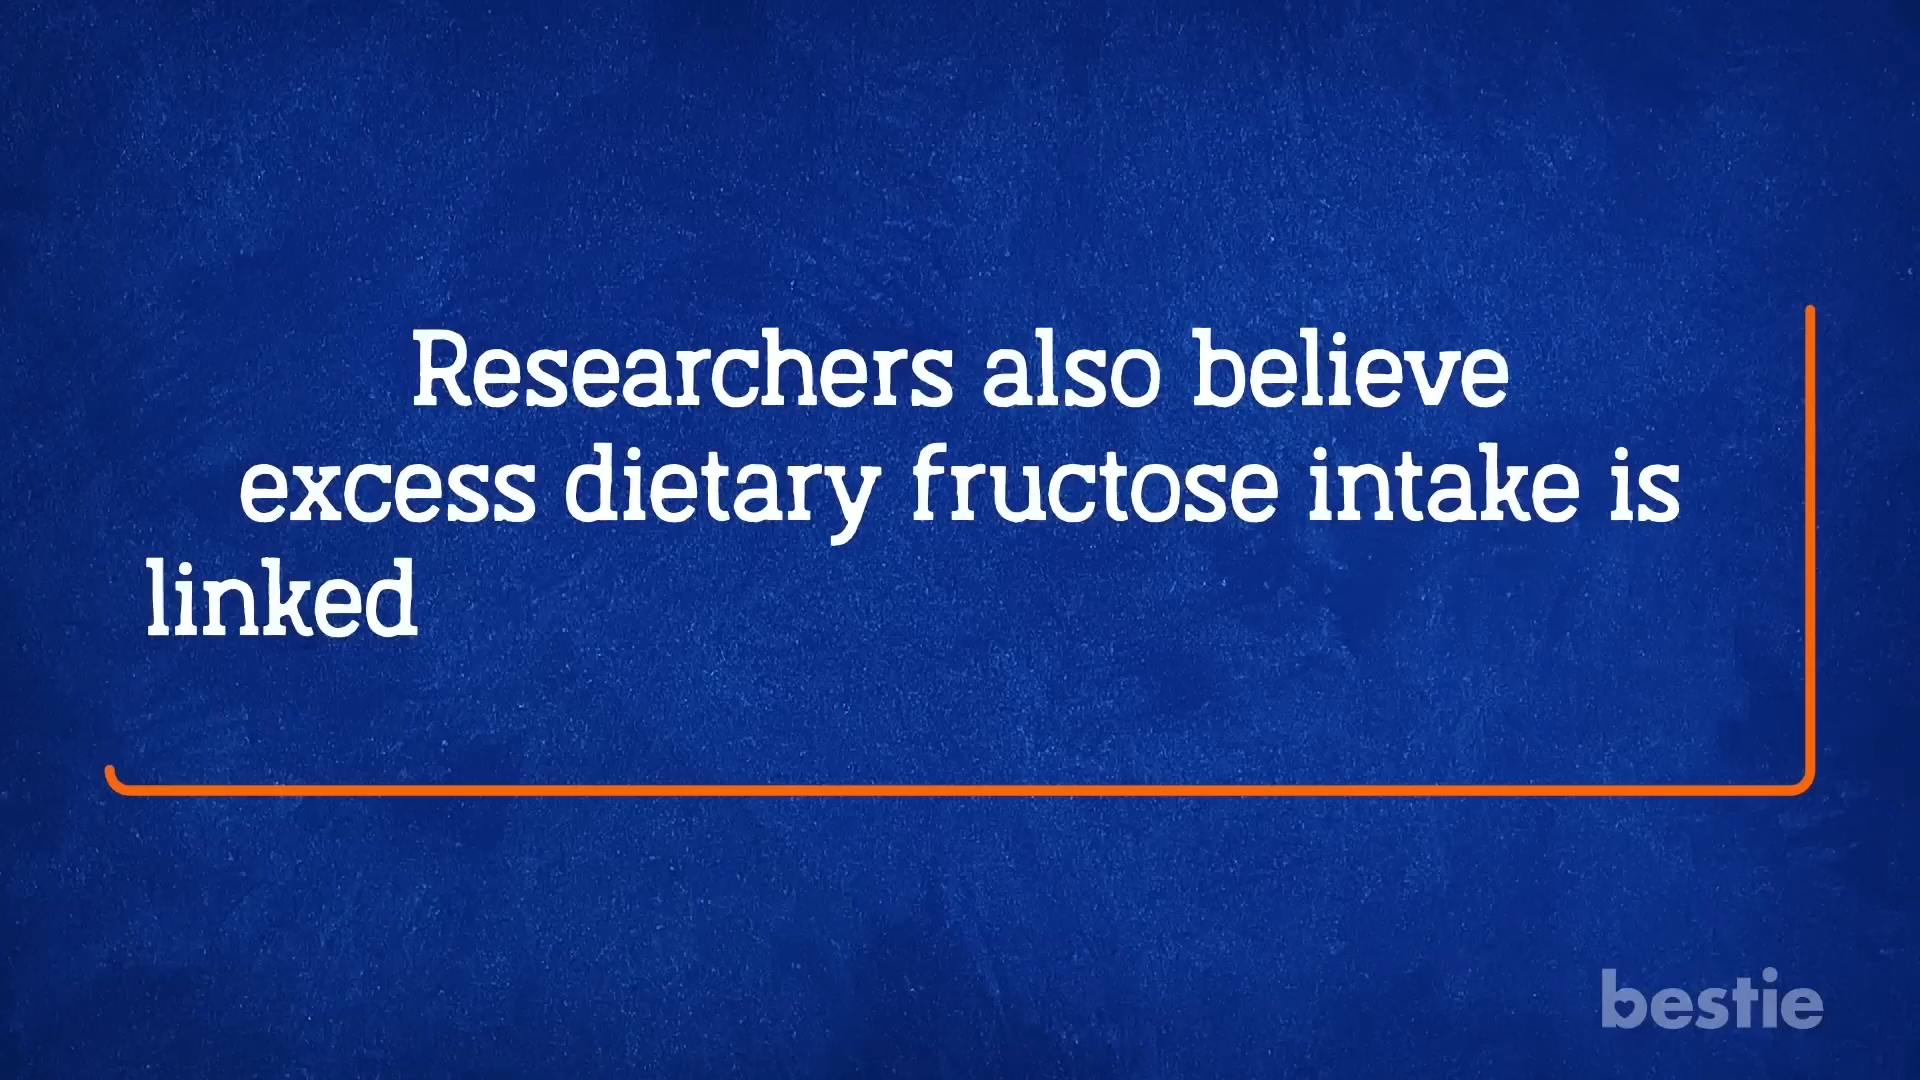 Researchers also believe
excess dietary fructose intake is
linked
bestie